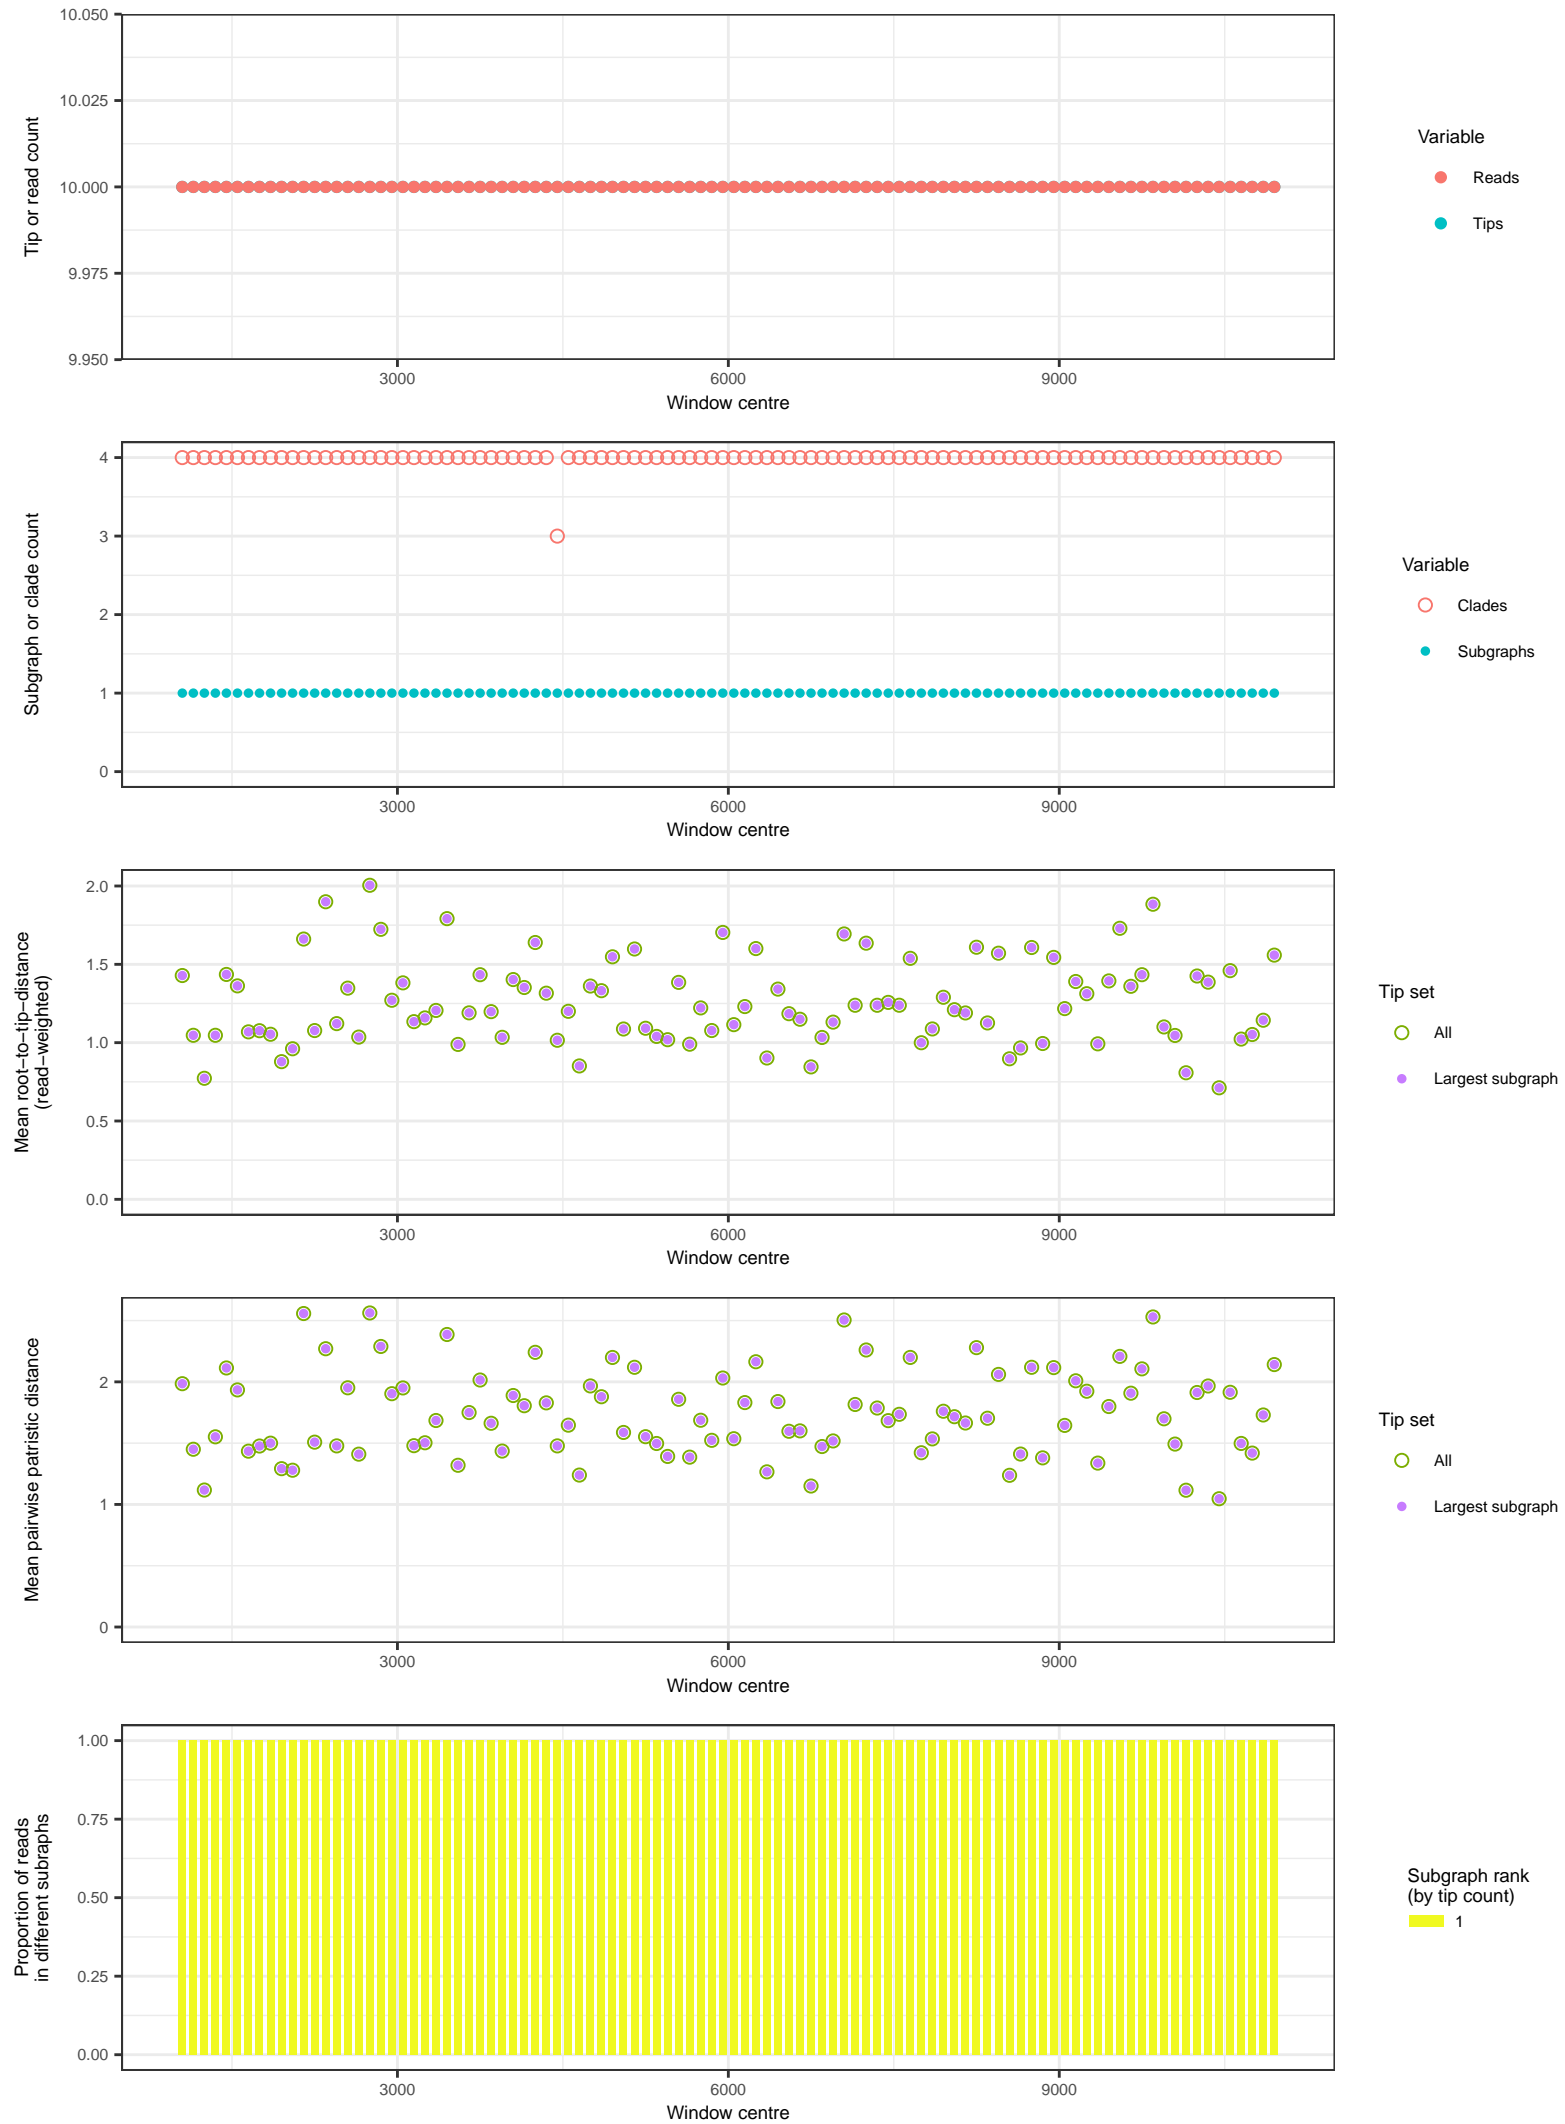 10.050
10.025
10.000
9.975
9.950
Tip or read count
3000
6000
9000
Window centre
Variable
Reads
Tips
4
3
2
1
0
Subgraph or clade count
3000
6000
9000
Window centre
Variable
Clades
Subgraphs
2.0
1.5
1.0
0.5
0.0
Mean root−to−tip−distance
(read−weighted)
3000
6000
9000
Window centre
Tip set
All
Largest subgraph
2
1
0
Mean pairwise patristic distance
3000
6000
9000
Window centre
Tip set
All
Largest subgraph
1.00
0.75
0.50
0.25
0.00
Proportion of reads
in different subraphs
3000
6000
9000
Window centre
Subgraph rank
(by tip count)
1